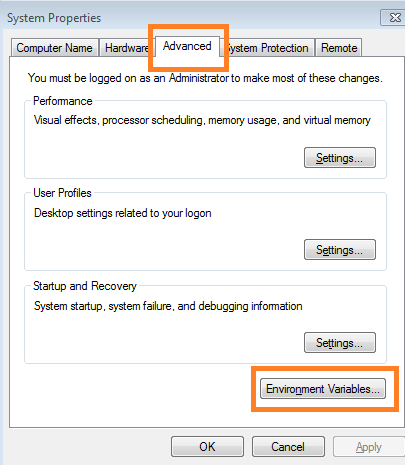 System Properties
Computer Name Hardware Advanced System Protection Remote
You must be logged on as an Administrator to make most of these changes.
Performance
Visual effects, processor scheduling, memory usage, and virtual memory
Settings...
User Profiles
Desktop settings related to your logon
Settings...
Startup and Recovery
System startup, system failure, and debugging information
Settings...
Environment Variables...
OK Cancel Apply